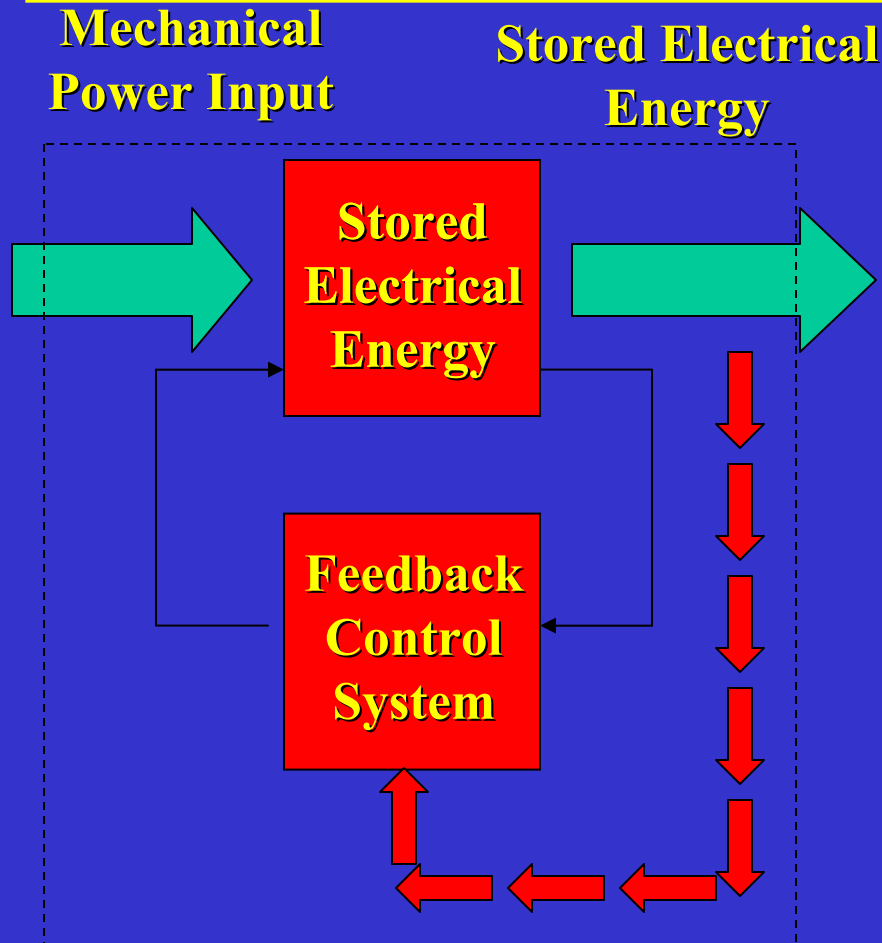 Mechanical
Power Input
Stored Electrical
Energy
Stored
Electrical
Energy
Feedback
Control
System